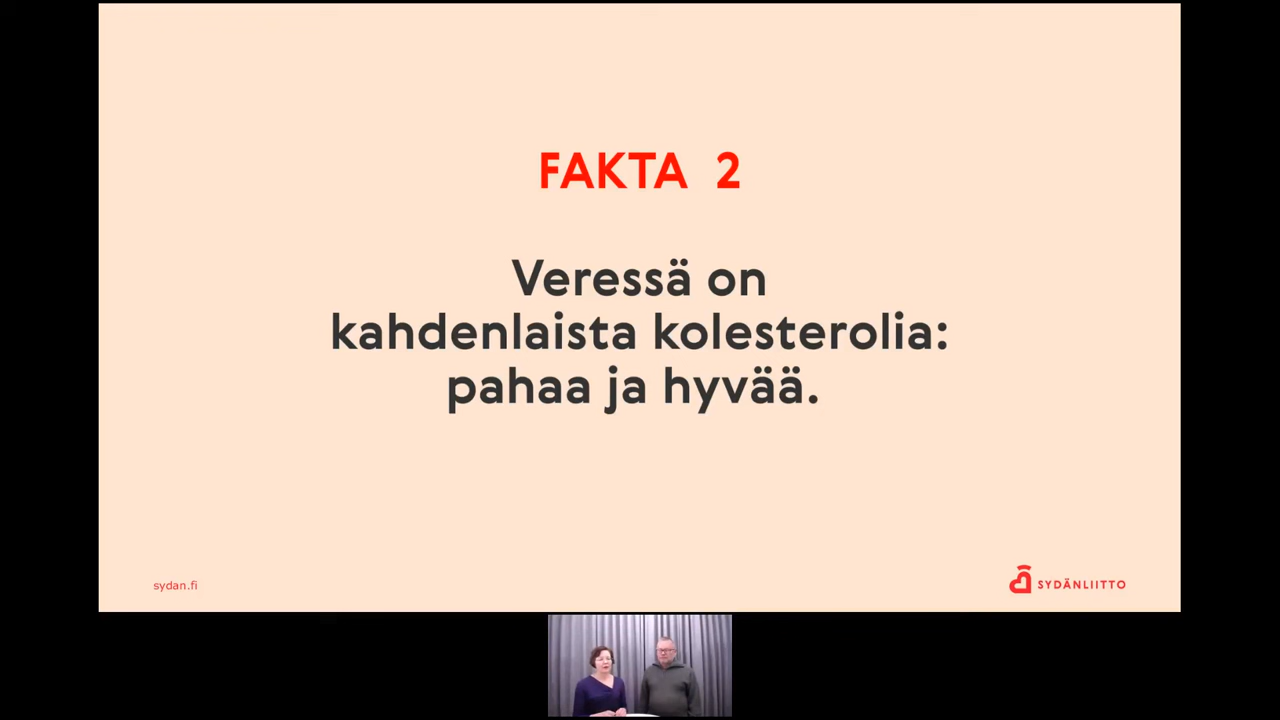 FAKTA 2
Veressä on
kahdenlaista kolesterolia:
pahaa ja hyvää.
sydan.fi
SYDÄNLIITTO